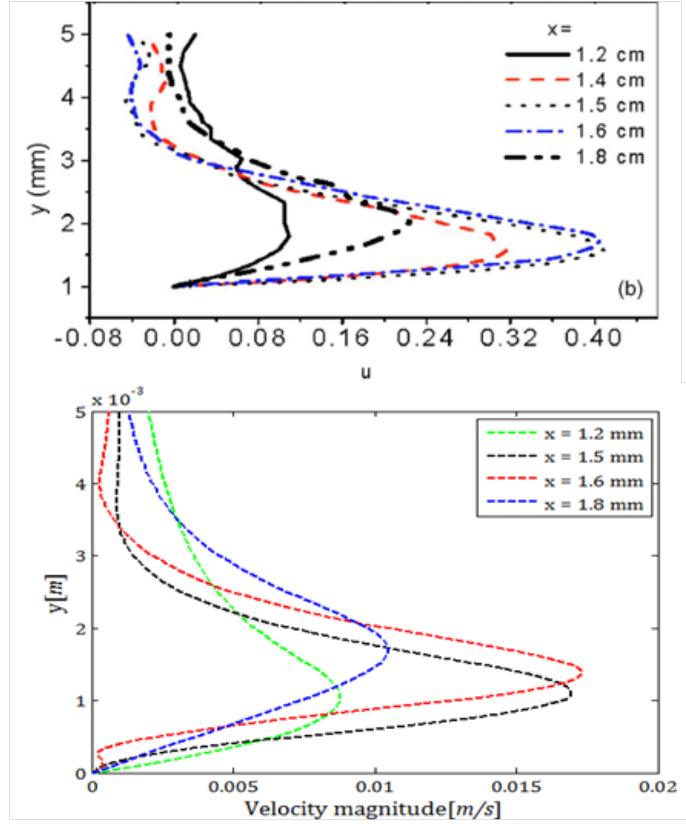 5
x=
1.2 cm
1.4 cm
4
1.5 cm
1.6 cm
1.8 cm
y (mm)
3
2
1
(b)
-0.08 0.00 0.08 0.16 0.24 0.32 0.40
u
x 10⁻³
5
x = 1.2 mm
x = 1.5 mm
x = 1.6 mm
x = 1.8 mm
4
3
y[m]
2
1
0
0 0.005 0.01 0.015 0.02
Velocity magnitude[m/s]